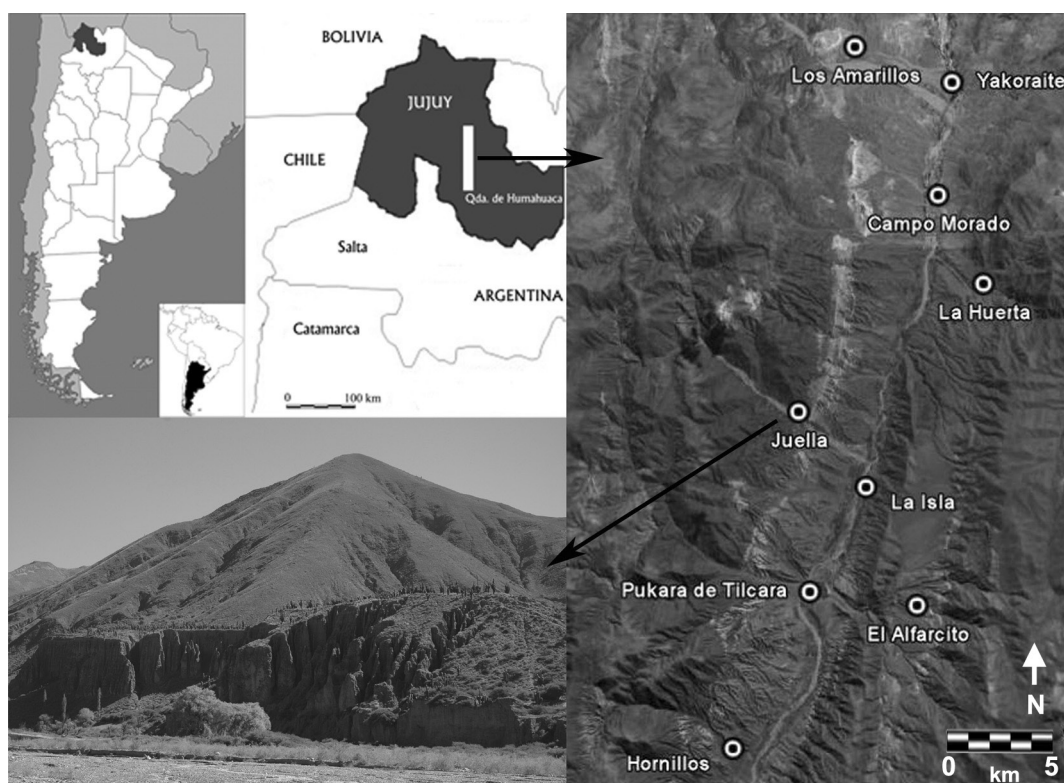 BOLIVIA
JUJUY
CHILE
Qda. de Humahuaca
Salta
ARGENTINA
Catamarca
0 100 km
Los Amarillos
Yakoraite
Campo Morado
La Huerta
Juella
La Isla
Pukara de Tilcara
El Alfarcito
N
Hornillos
0 km 5